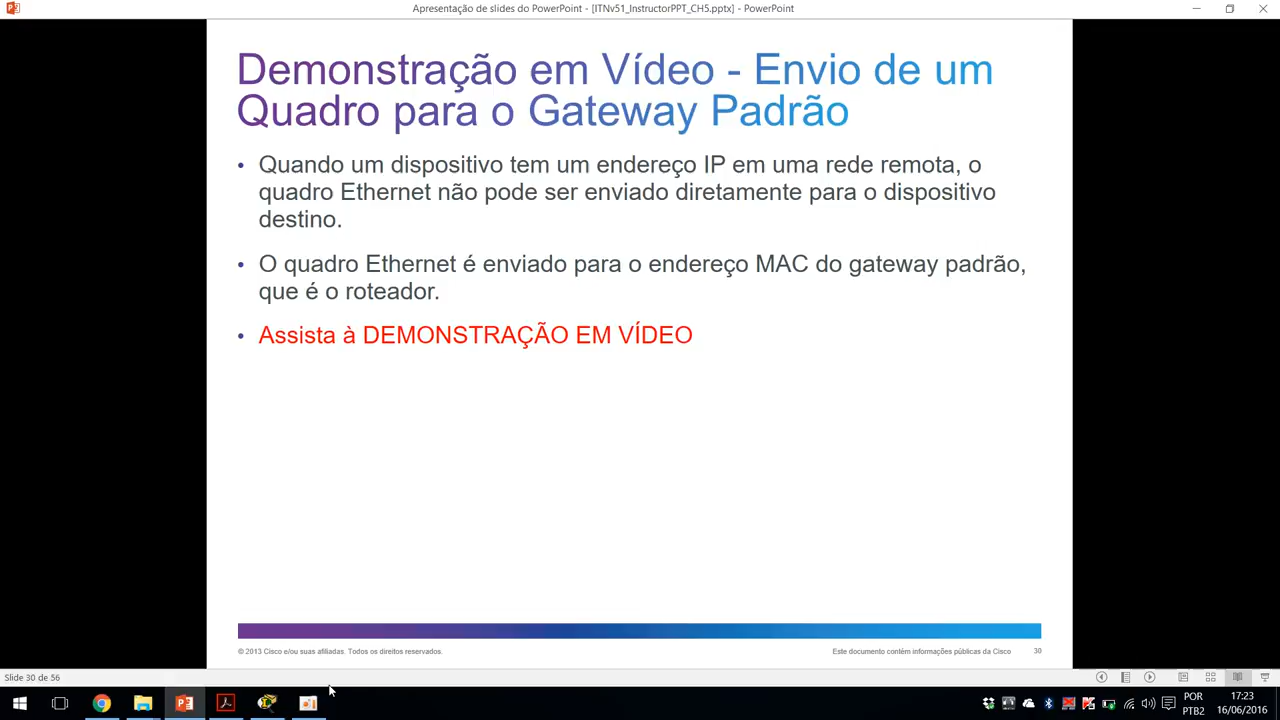 Apresentação de slides do PowerPoint - [ITNv51_InstructorPPT_CH5.pptx] - PowerPoint
Demonstração em Vídeo - Envio de um
Quadro para o Gateway Padrão
• Quando um dispositivo tem um endereço IP em uma rede remota, o
quadro Ethernet não pode ser enviado diretamente para o dispositivo
destino.
• O quadro Ethernet é enviado para o endereço MAC do gateway padrão,
que é o roteador.
• Assista à DEMONSTRAÇÃO EM VÍDEO
© 2013 Cisco e/ou suas afiliadas. Todos os direitos reservados.
Este documento contém informações públicas da Cisco
30
Slide 30 de 56
POR
PTB2
17:23
16/06/2016